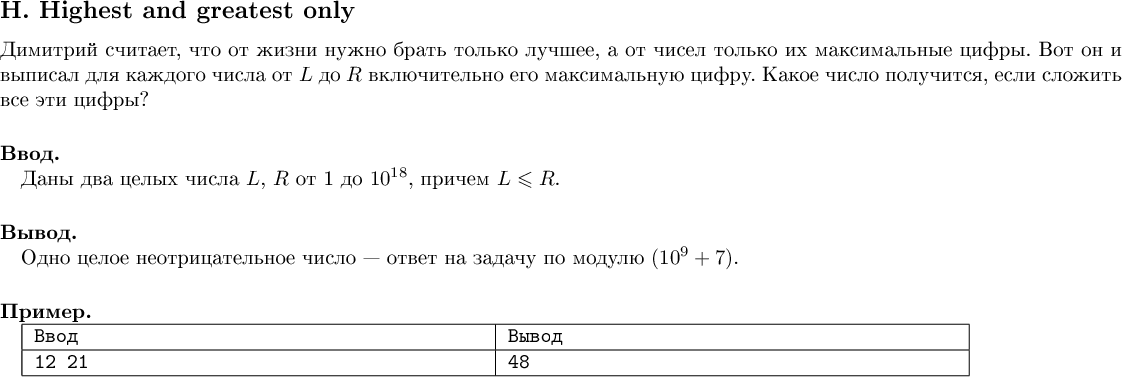 H. Highest and greatest only
Димитрий считает, что от жизни нужно брать только лучшее, а от чисел только их максимальные цифры. Вот он и
выписал для каждого числа от L до R включительно его максимальную цифру. Какое число получится, если сложить
все эти цифры?
Ввод.
Даны два целых числа L, R от 1 до 10^18, причем L ⩽ R.
Вывод.
Одно целое неотрицательное число — ответ на задачу по модулю (10^9 + 7).
Пример.
Ввод Вывод
12 21 48